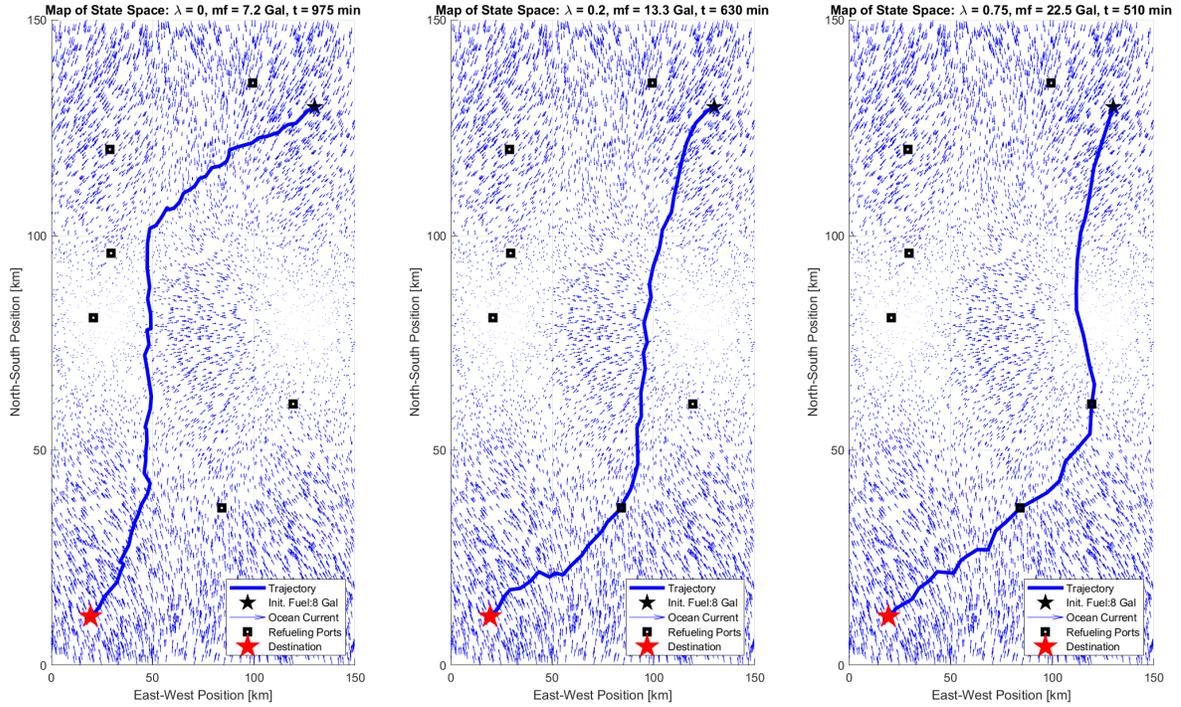 Map of State Space: λ = 0, mf = 7.2 Gal, t = 975 min
150
100
50
0
North-South Position [km]
0 50 100 150
East-West Position [km]
Trajectory
Init. Fuel:8 Gal
Ocean Current
Refueling Ports
Destination
Map of State Space: λ = 0.2, mf = 13.3 Gal, t = 630 min
150
100
50
0
North-South Position [km]
0 50 100 150
East-West Position [km]
Trajectory
Init. Fuel:8 Gal
Ocean Current
Refueling Ports
Destination
Map of State Space: λ = 0.75, mf = 22.5 Gal, t = 510 min
150
100
50
0
North-South Position [km]
0 50 100 150
East-West Position [km]
Trajectory
Init. Fuel:8 Gal
Ocean Current
Refueling Ports
Destination